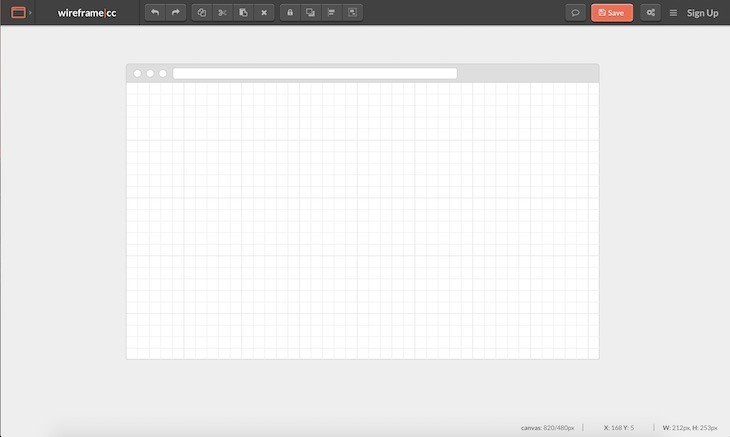 wireframe|cc
Save
Sign Up
canvas: 820/480px
X: 168 Y: 5
W: 212px, H: 253px